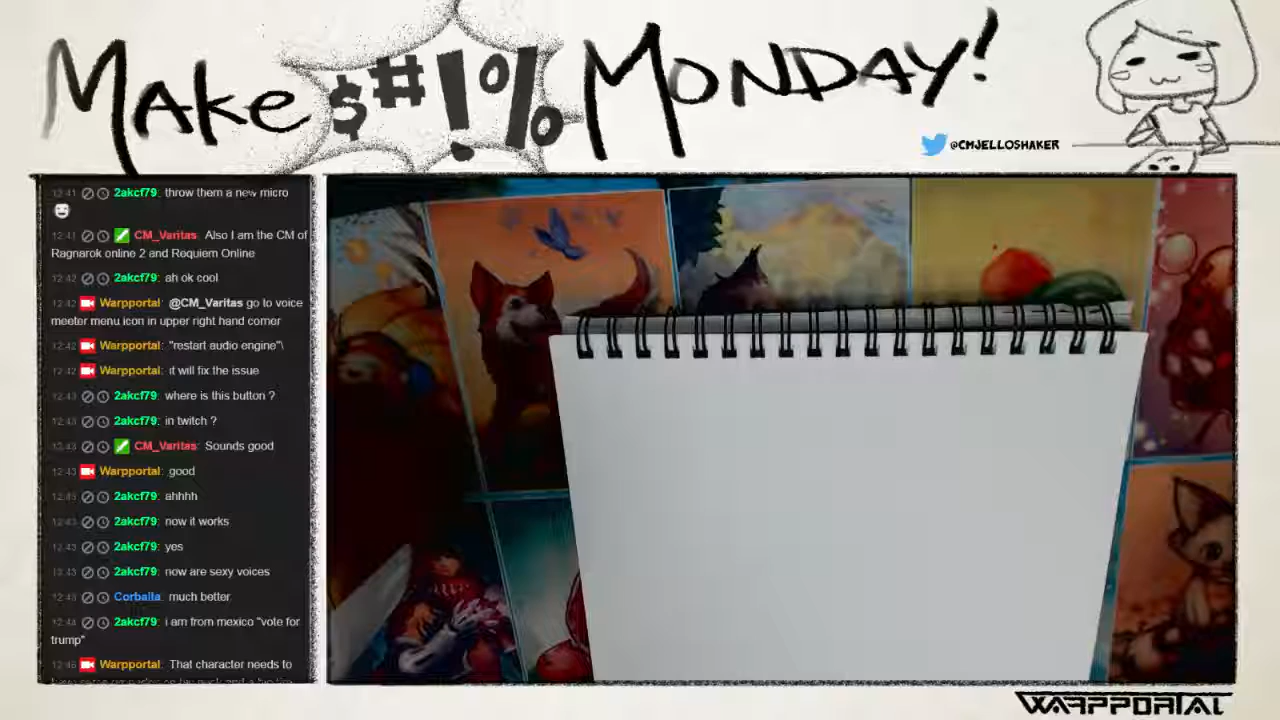 Make $#!% Monday!
@CMJELLOSHAKER
12:41 2akcf79: throw them a new micro
12:41 CM_Varitas: Also I am the CM of
Ragnarok online 2 and Requiem Online
12:42 2akcf79: ah ok cool
12:42 Warpportal: @CM_Varitas go to voice
meeter menu icon in upper right hand corner
12:42 Warpportal: "restart audio engine"\
12:42 Warpportal: it will fix the issue
12:43 2akcf79: where is this button ?
12:43 2akcf79: in twitch ?
12:43 CM_Varitas: Sounds good
12:43 Warpportal: good
12:43 2akcf79: ahhhh
12:43 2akcf79: now it works
12:43 2akcf79: yes
12:43 2akcf79: now are sexy voices
12:43 Corbaila: much better
12:44 2akcf79: i am from mexico "vote for
trump"
Warpportal: That character needs to
WARPPORTAL